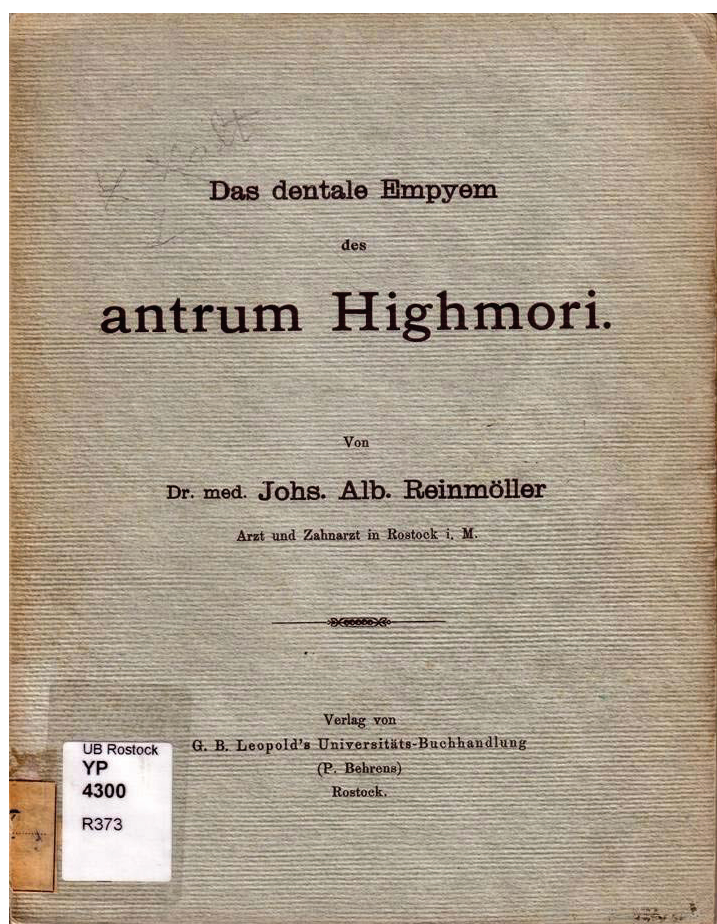 Das dentale Empyem
des
antrum Highmori.
Von
Dr. med. Johs. Alb. Reinmöller
Arzt und Zahnarzt in Rostock i. M.
Verlag von
G. B. Leopold's Universitäts-Buchhandlung
(P. Behrens)
Rostock.
UB Rostock
YP
4300
R373